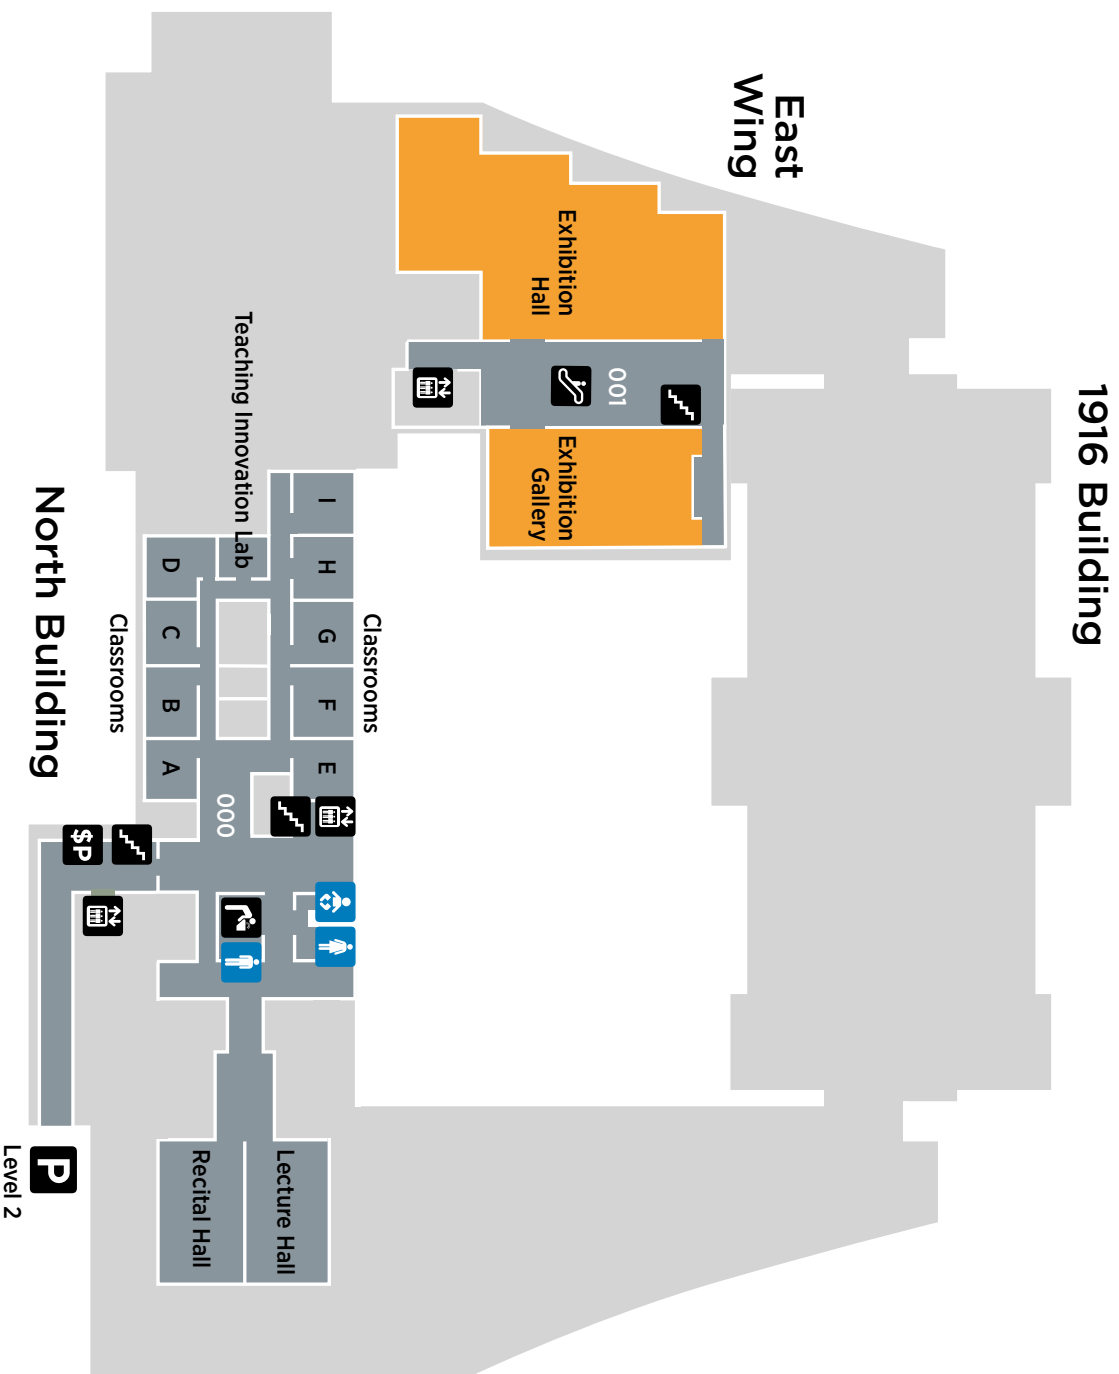 1916 Building
East
Wing
Exhibition
Hall
001
Exhibition
Gallery
Teaching Innovation Lab
I
H
G
F
E
Classrooms
D
C
B
A
Classrooms
000
North Building
$P
Lecture Hall
Recital Hall
P
Level 2